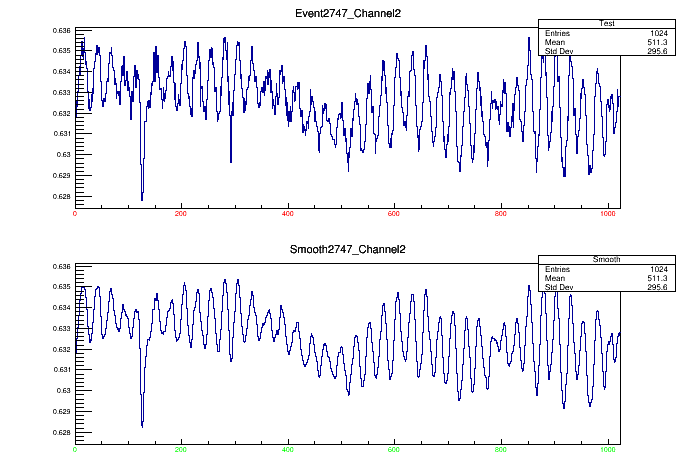 Event2747_Channel2
Test
Entries 1024
Mean 511.3
Std Dev 295.6
0.636
0.635
0.634
0.633
0.632
0.631
0.63
0.629
0.628
0 200 400 600 800 1000
Smooth2747_Channel2
Smooth
Entries 1024
Mean 511.3
Std Dev 295.6
0.636
0.635
0.634
0.633
0.632
0.631
0.63
0.629
0.628
0 200 400 600 800 1000